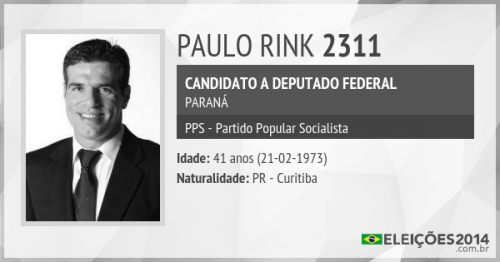 PAULO RINK 2311
CANDIDATO A DEPUTADO FEDERAL
PARANÁ
PPS - Partido Popular Socialista
Idade: 41 anos (21-02-1973)
Naturalidade: PR - Curitiba
ELEIÇÕES2014
.com.br